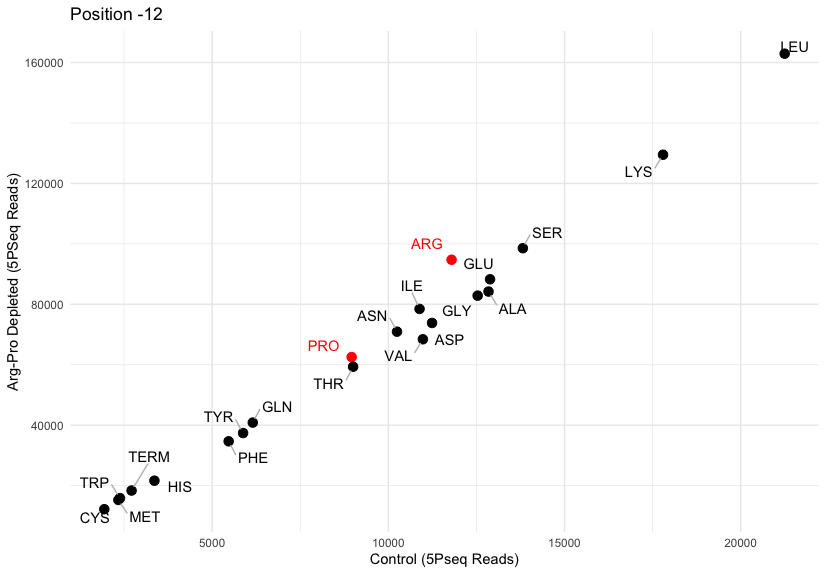 Position -12
LEU
160000
LYS
120000
SER
ARG
GLU
ILE
ALA
GLY
80000
ASN
ASP
VAL
PRO
THR
GLN
TYR
40000
PHE
TERM
HIS
TRP
MET
CYS
5000
10000
15000
20000
Control (5Pseq Reads)
Arg-Pro Depleted (5PSeq Reads)